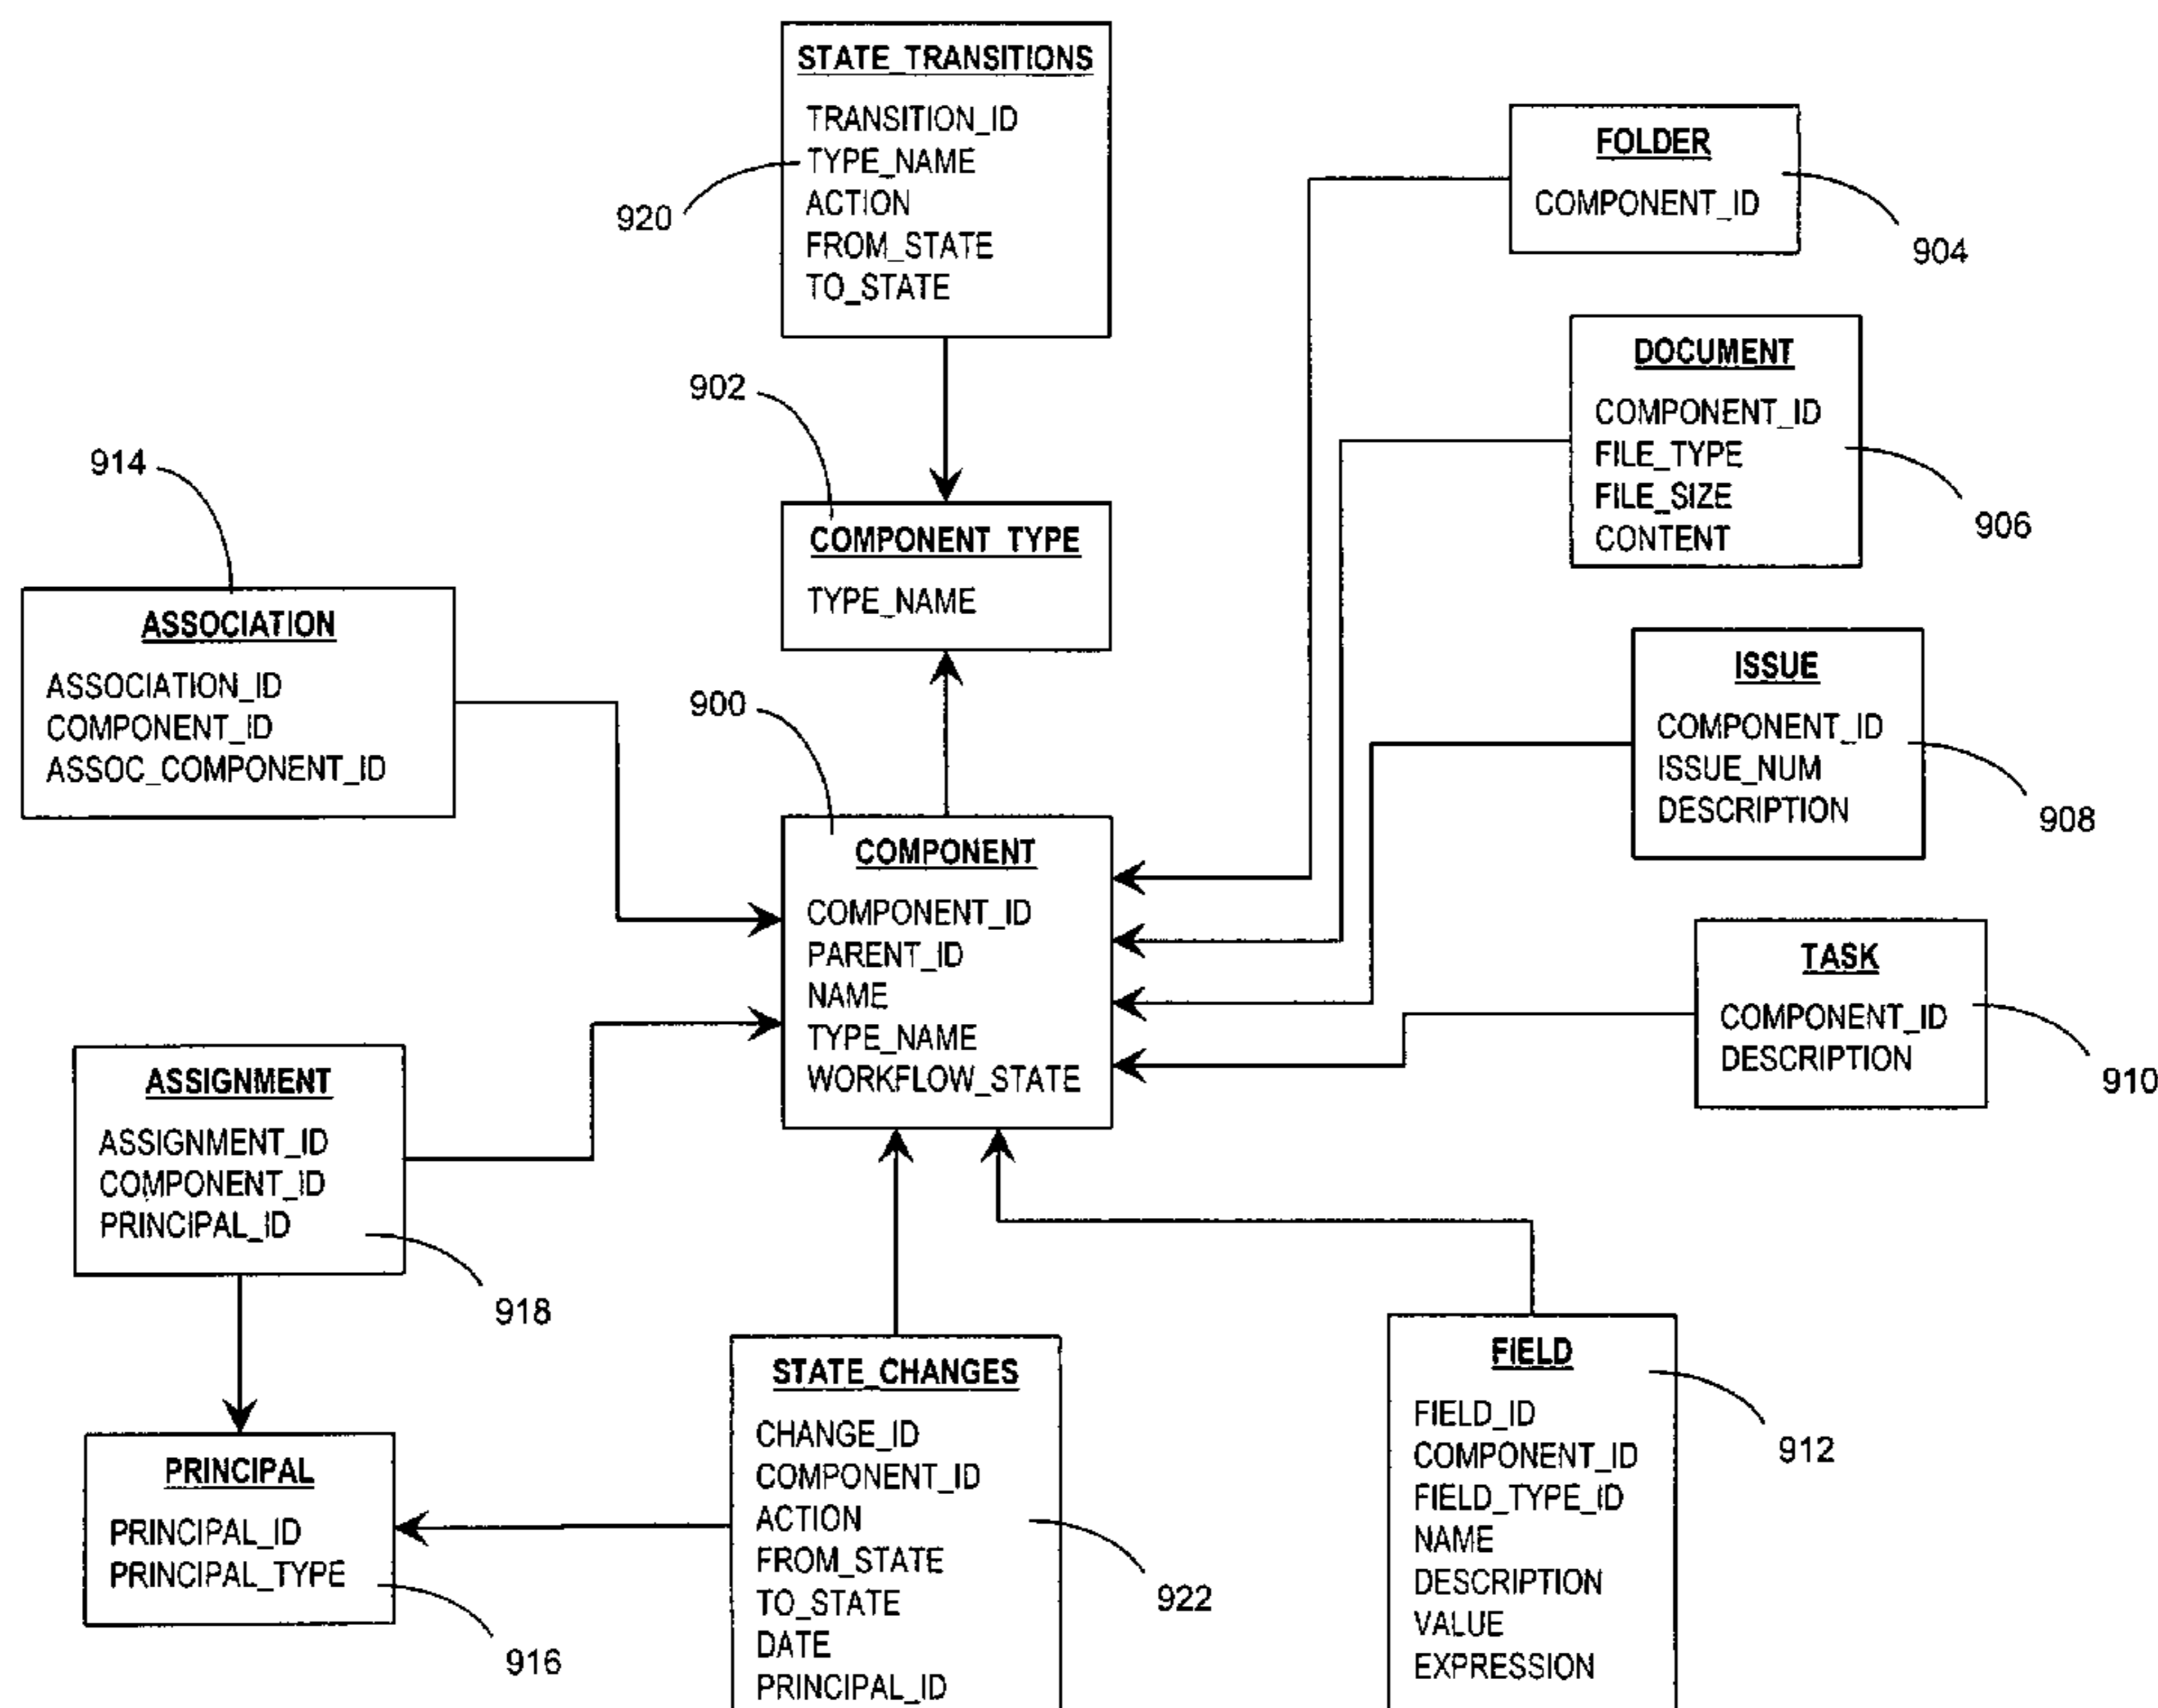 STATE_TRANSITIONS
TRANSITION_ID
TYPE_NAME
ACTION
FROM_STATE
TO_STATE
920
FOLDER
COMPONENT_ID
904
DOCUMENT
COMPONENT_ID
FILE_TYPE
FILE_SIZE
CONTENT
906
902
COMPONENT_TYPE
TYPE_NAME
914
ASSOCIATION
ASSOCIATION_ID
COMPONENT_ID
ASSOC_COMPONENT_ID
ISSUE
COMPONENT_ID
ISSUE_NUM
DESCRIPTION
908
900
COMPONENT
COMPONENT_ID
PARENT_ID
NAME
TYPE_NAME
WORKFLOW_STATE
TASK
COMPONENT_ID
DESCRIPTION
910
ASSIGNMENT
ASSIGNMENT_ID
COMPONENT_ID
PRINCIPAL_ID
918
PRINCIPAL
PRINCIPAL_ID
PRINCIPAL_TYPE
916
STATE_CHANGES
CHANGE_ID
COMPONENT_ID
ACTION
FROM_STATE
TO_STATE
DATE
PRINCIPAL_ID
922
FIELD
FIELD_ID
COMPONENT_ID
FIELD_TYPE_ID
NAME
DESCRIPTION
VALUE
EXPRESSION
912